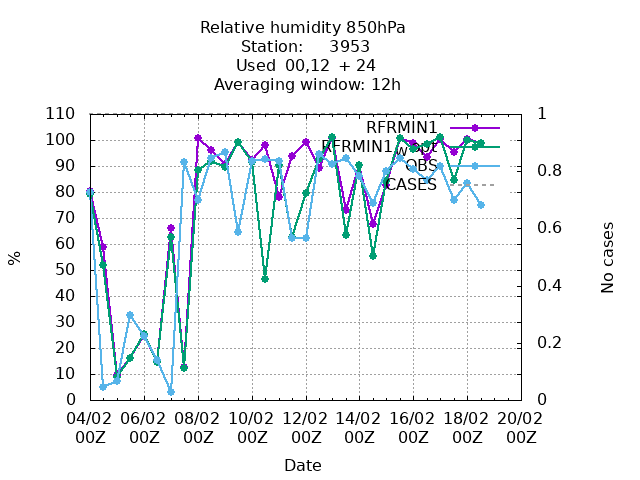 Relative humidity 850hPa
Station: 3953
Used 00,12 + 24
Averaging window: 12h
RFRMIN1
OBS
CASES
%
No cases
110
100
90
80
70
60
50
40
30
20
10
0
1
0.8
0.6
0.4
0.2
0
04/02 06/02 08/02 10/02 12/02 14/02 16/02 18/02 20/02
00Z 00Z 00Z 00Z 00Z 00Z 00Z 00Z 00Z
Date